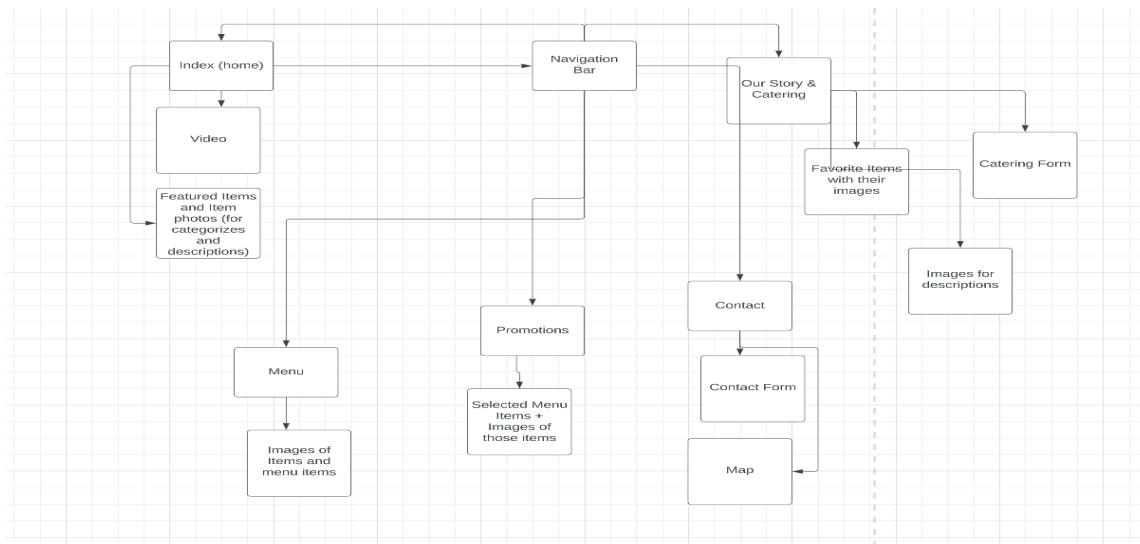 Index (home)
Navigation
Bar
Our Story &
Catering
Video
Catering Form
Favorite Items
with their
images
Featured Items
and Item
photos (for
categorizes
and
descriptions)
Images for
descriptions
Contact
Promotions
Menu
Contact Form
Selected Menu
Items +
Images of
those items
Images of
Items and
menu items
Map